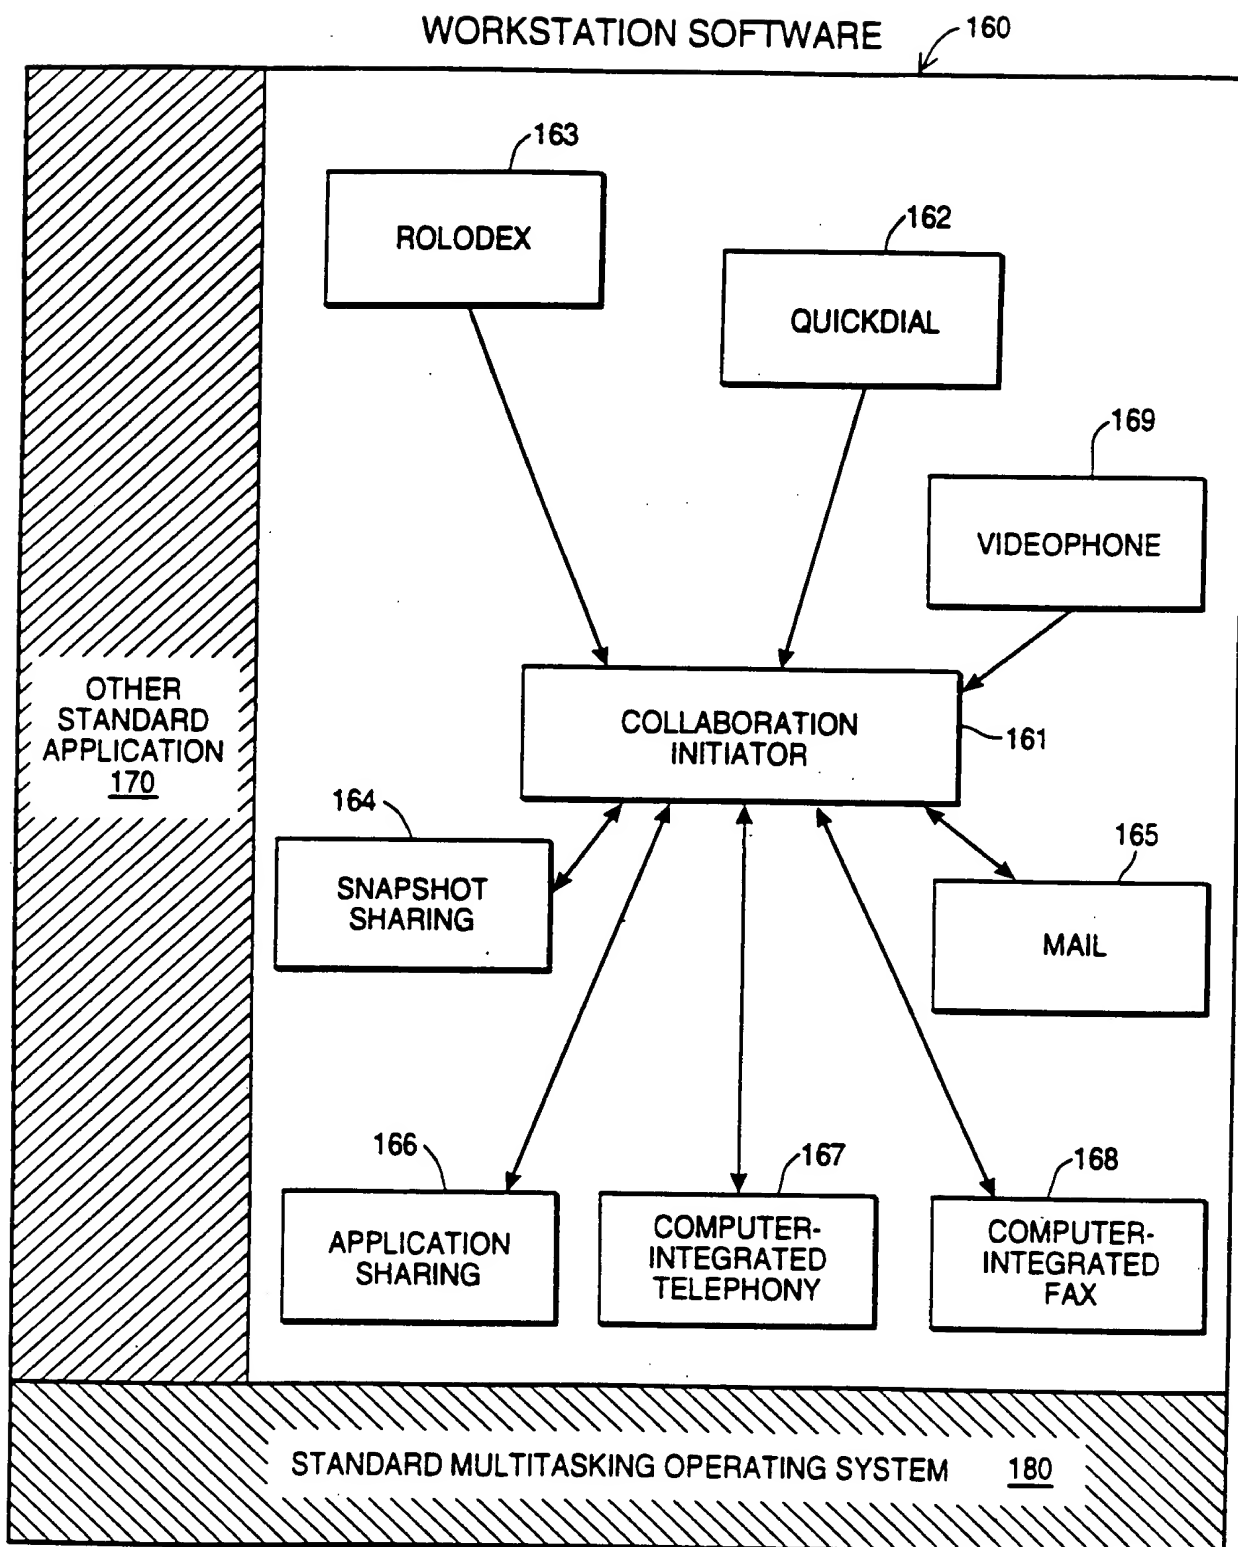 WORKSTATION SOFTWARE
160
163
ROLODEX
162
QUICKDIAL
169
VIDEOPHONE
OTHER
STANDARD
APPLICATION
170
COLLABORATION
INITIATOR
161
164
SNAPSHOT
SHARING
165
MAIL
166
APPLICATION
SHARING
167
COMPUTER-
INTEGRATED
TELEPHONY
168
COMPUTER-
INTEGRATED
FAX
STANDARD MULTITASKING OPERATING SYSTEM 180